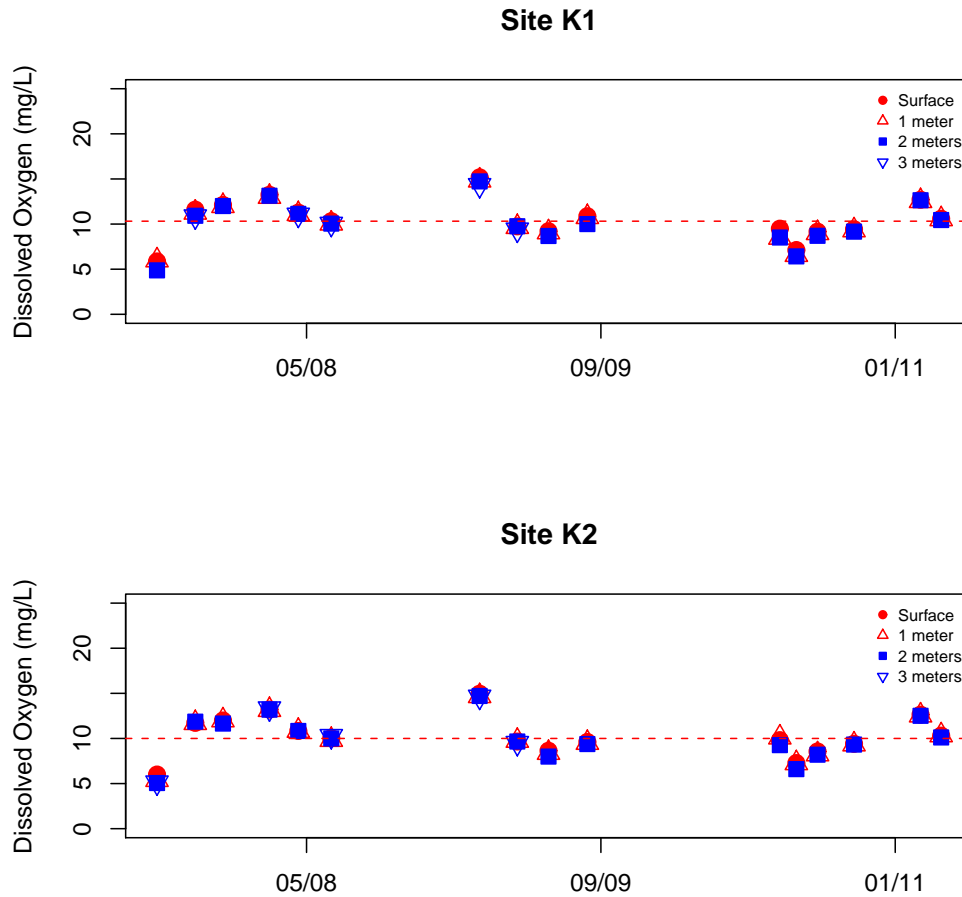 Site K1
Dissolved Oxygen (mg/L)
20
10
5
0
Surface
1 meter
2 meters
3 meters
05/08
09/09
01/11
Site K2
Dissolved Oxygen (mg/L)
20
10
5
0
Surface
1 meter
2 meters
3 meters
05/08
09/09
01/11